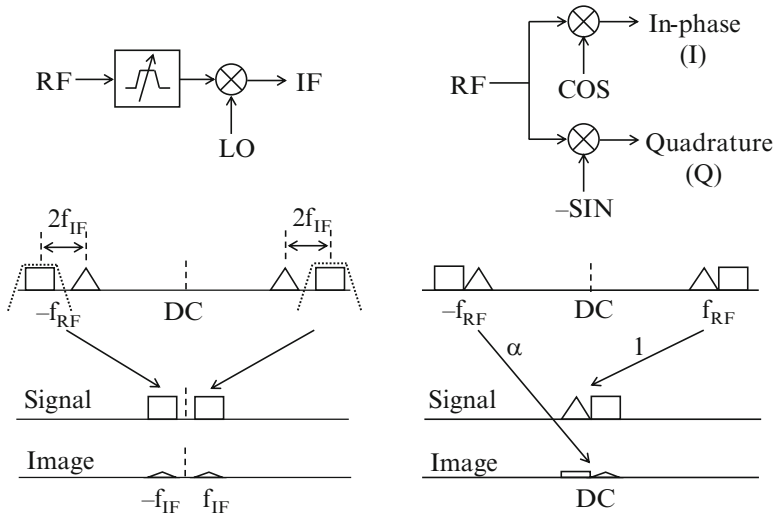 RF
IF
LO
2f_IF
2f_IF
–f_RF
DC
Signal
Image
–f_IF
f_IF
In-phase
(I)
RF
COS
Quadrature
(Q)
–SIN
–f_RF
DC
f_RF
α
1
Signal
Image
DC